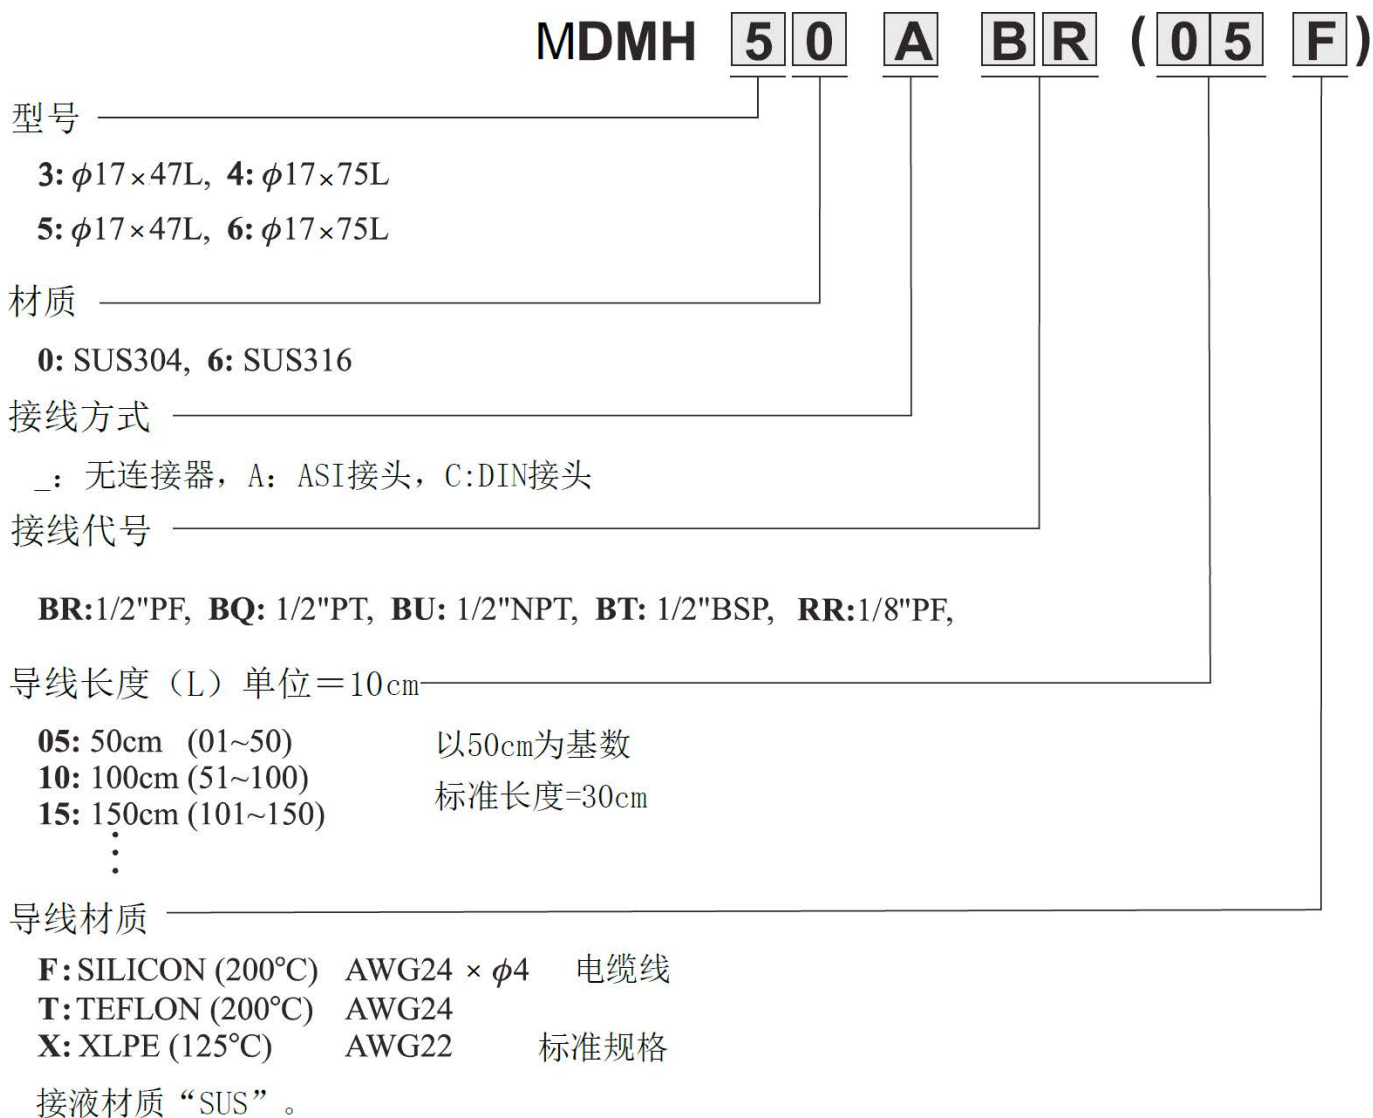 MDMH 5 0 A B R ( 0 5 F )
型号
3: φ17×47L, 4: φ17×75L
5: φ17×47L, 6: φ17×75L
材质
0: SUS304, 6: SUS316
接线方式
_: 无连接器, A: ASI接头, C:DIN接头
接线代号
BR:1/2"PF, BQ: 1/2"PT, BU: 1/2"NPT, BT: 1/2"BSP, RR:1/8"PF,
导线长度（L）单位＝10cm
05: 50cm (01~50) 以50cm为基数
10: 100cm (51~100)
标准长度=30cm
15: 150cm (101~150)
⋮
导线材质
F: SILICON (200℃) AWG24 × φ4 电缆线
T: TEFLON (200℃) AWG24
X: XLPE (125℃) AWG22 标准规格
接液材质“SUS”。